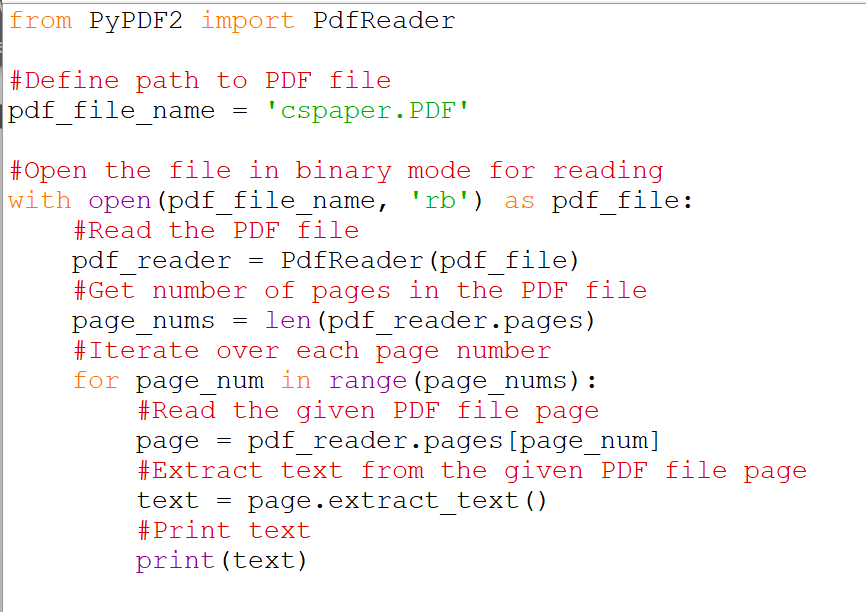 from PyPDF2 import PdfReader
#Define path to PDF file
pdf_file_name = 'cspaper.PDF'
#Open the file in binary mode for reading
with open(pdf_file_name, 'rb') as pdf_file:
    #Read the PDF file
    pdf_reader = PdfReader(pdf_file)
    #Get number of pages in the PDF file
    page_nums = len(pdf_reader.pages)
    #Iterate over each page number
    for page_num in range(page_nums):
        #Read the given PDF file page
        page = pdf_reader.pages[page_num]
        #Extract text from the given PDF file page
        text = page.extract_text()
        #Print text
        print(text)